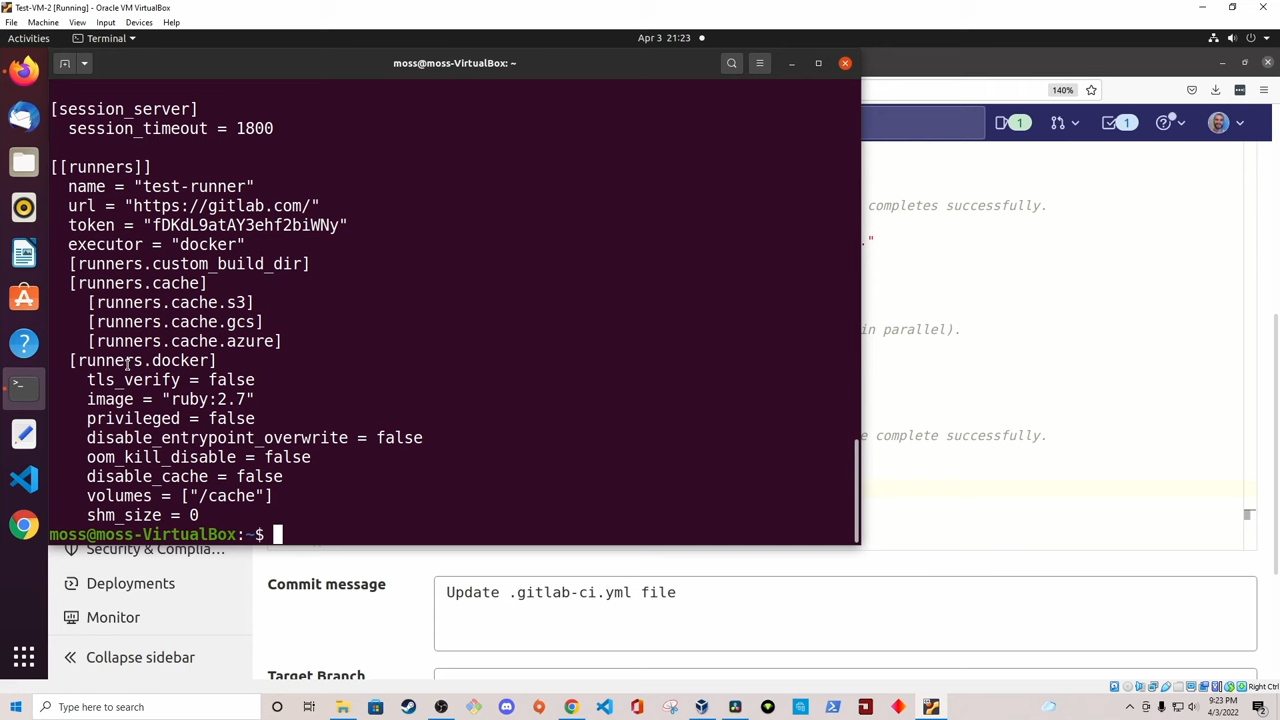 Test-VM-2 [Running] - Oracle VM VirtualBox
File Machine View Input Devices Help
Activities Terminal Apr 3 21:23
moss@moss-VirtualBox: ~
140%
1 1
[session_server]
session_timeout = 1800
[[runners]]
name = "test-runner"
url = "https://gitlab.com/"
token = "fDKdL9atAY3ehf2biWNy"
executor = "docker"
[runners.custom_build_dir]
[runners.cache]
[runners.cache.s3]
[runners.cache.gcs]
[runners.cache.azure]
[runners.docker]
tls_verify = false
image = "ruby:2.7"
privileged = false
disable_entrypoint_overwrite = false
oom_kill_disable = false
disable_cache = false
volumes = ["/cache"]
shm_size = 0
moss@moss-VirtualBox:~$
completes successfully.
."
in parallel).
e complete successfully.
Security & Complia...
Deployments
Monitor
Collapse sidebar
Commit message
Update .gitlab-ci.yml file
Target Branch
Right Ctrl
Type here to search
9:23 PM
4/3/2022